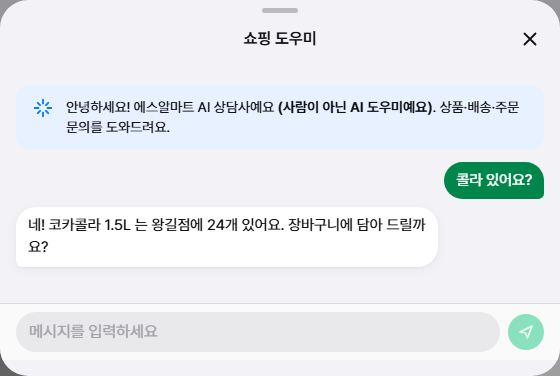 쇼핑 도우미
안녕하세요! 에스알마트 AI 상담사예요 (사람이 아닌 AI 도우미예요). 상품·배송·주문
문의를 도와드려요.
콜라 있어요?
네! 코카콜라 1.5L 는 왕길점에 24개 있어요. 장바구니에 담아 드릴까
요?
메시지를 입력하세요